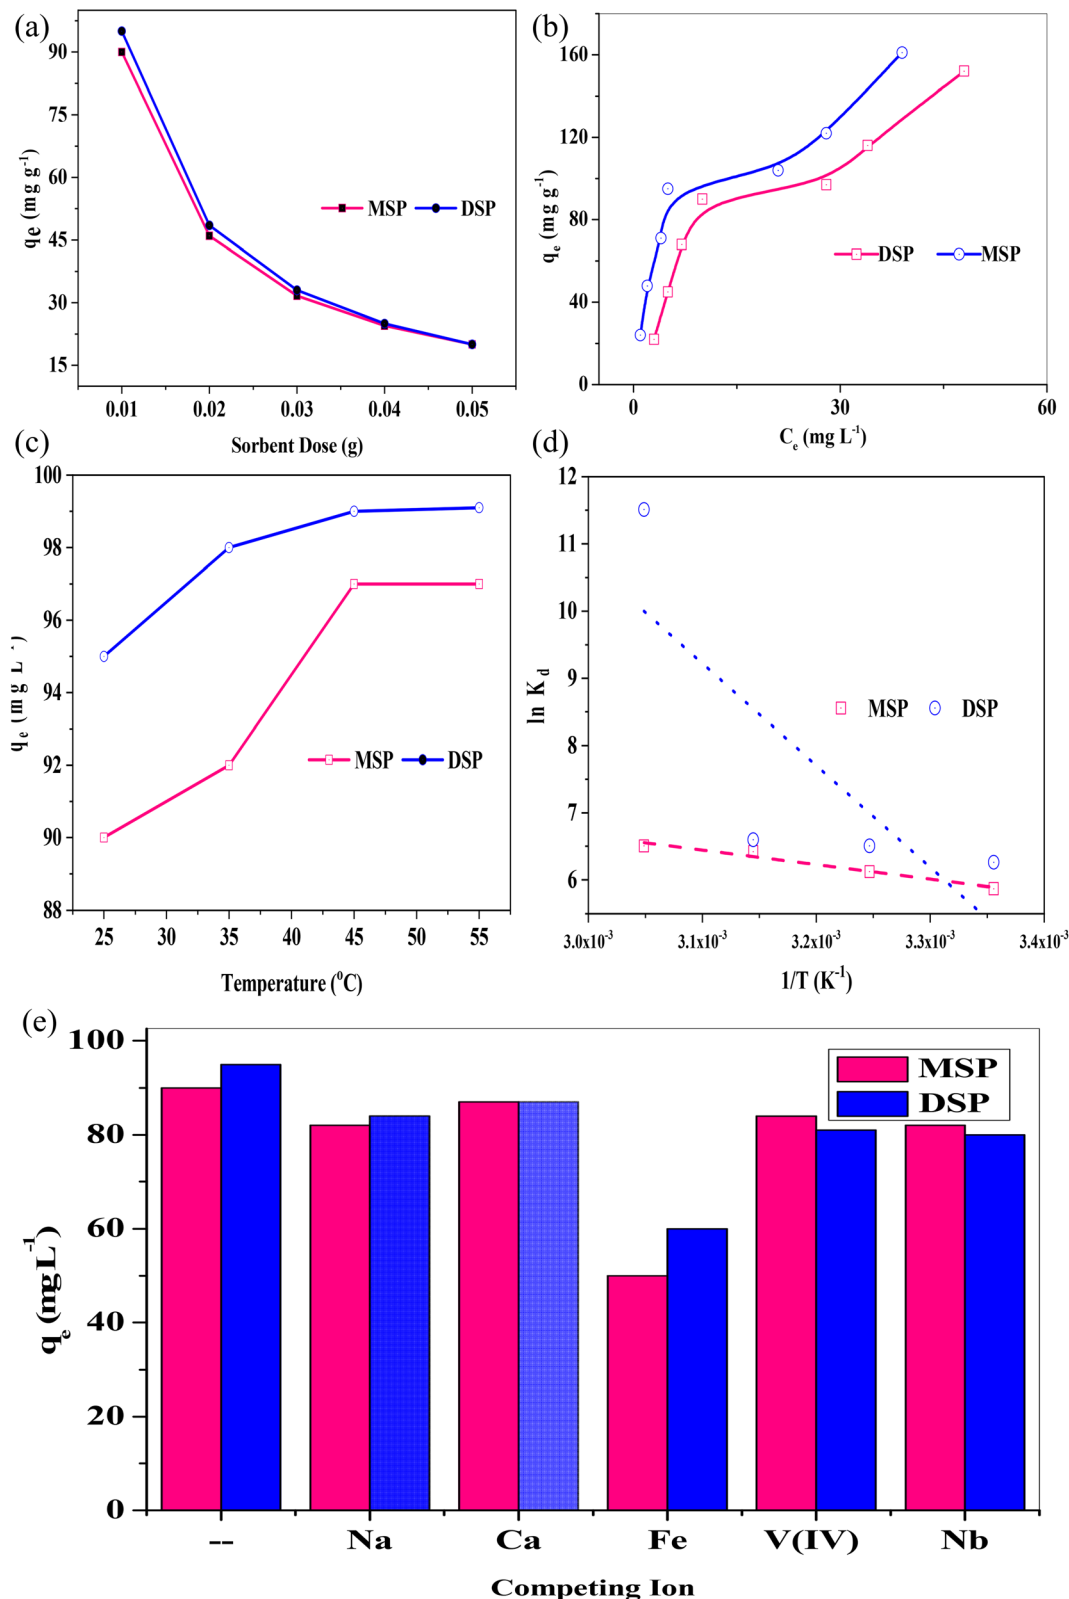 (a)
90
75
60
45
30
15
qe (mg g-1)
MSP DSP
0.01 0.02 0.03 0.04 0.05
Sorbent Dose (g)
(b)
160
120
80
40
0
qe (mg g-1)
DSP MSP
0 30 60
Ce (mg L-1)
(c)
100
98
96
94
92
90
88
qe (mg L
MSP DSP
25 35 40 45 55
Temperature (0C)
(d)
12
11
10
9
8
7
6
ln Kd
MSP DSP
3.0x10-3 3.1x10-3 3.2x10-3 3.3x10-3 3.4x10-3
1/T (K-1)
(e)
100
80
60
40
20
0
qe (mgL-1)
MSP
DSP
-- Na Ca Fe V(IV) Nb
Competing Ion